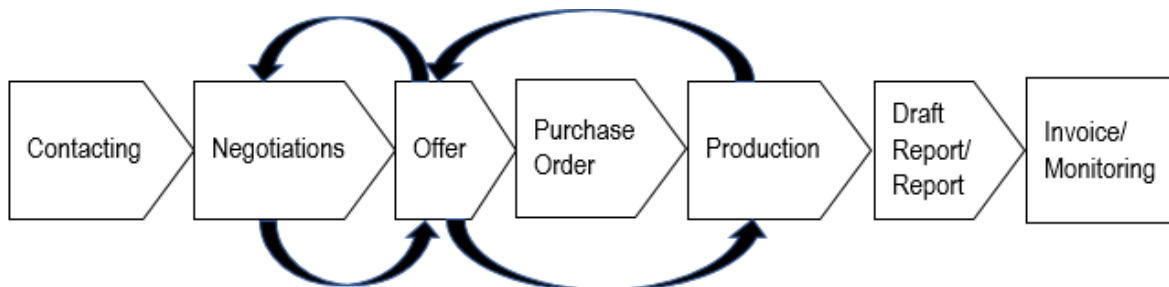 Contacting
Negotiations
Offer
Purchase
Order
Production
Draft
Report/
Report
Invoice/
Monitoring